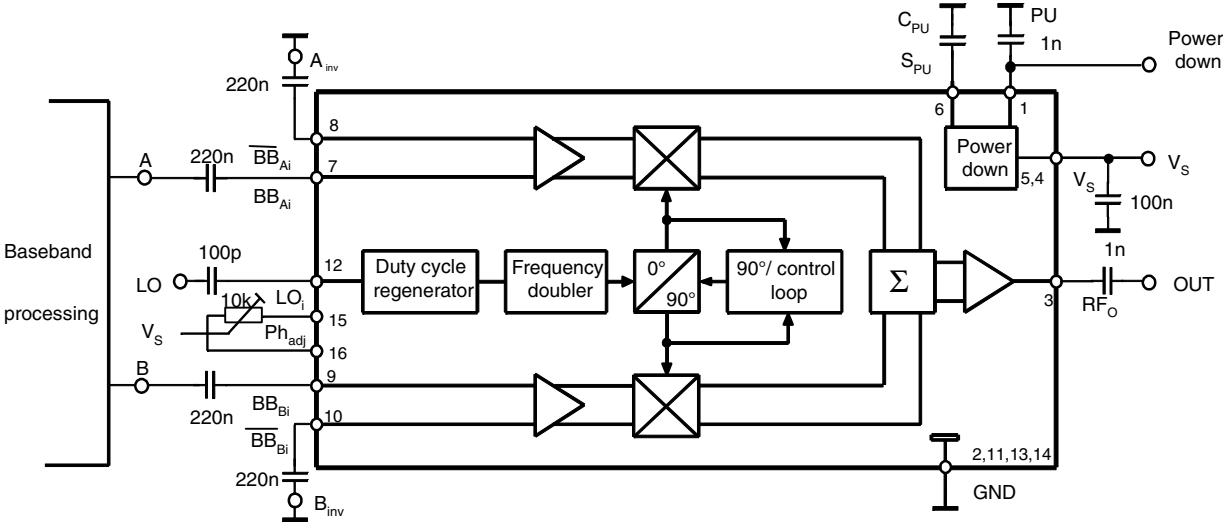 C_PU
PU
1n
Power
down
S_PU
A_inv
220n
8
6
1
A
220n
B̅B̅_Ai
7
BB_Ai
Power
down
5,4
V_S
V_S
100n
Baseband
processing
100p
LO
12
Duty cycle
regenerator
Frequency
doubler
0°
90°
90°/ control
loop
Σ
1n
OUT
3
RF_O
10k
LO_i
15
V_S
Ph_adj
16
B
220n
9
BB_Bi
10
B̅B̅_Bi
220n
B_inv
2,11,13,14
GND